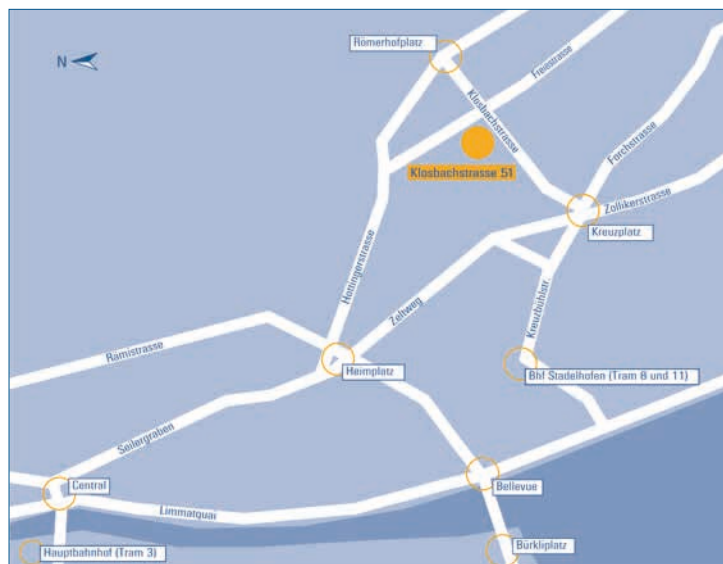 Römerhofplatz
N
Freiestrasse
Klosbachstrasse
Forchstrasse
Klosbachstrasse 51
Zollikerstrasse
Kreuzplatz
Hottingerstrasse
Zeltweg
Kreuzbühlstr.
Ramistrasse
Heimplatz
Bhf Stadelhofen (Tram 8 und 11)
Seilergraben
Central
Bellevue
Limmatquai
Hauptbahnhof (Tram 3)
Bürkliplatz